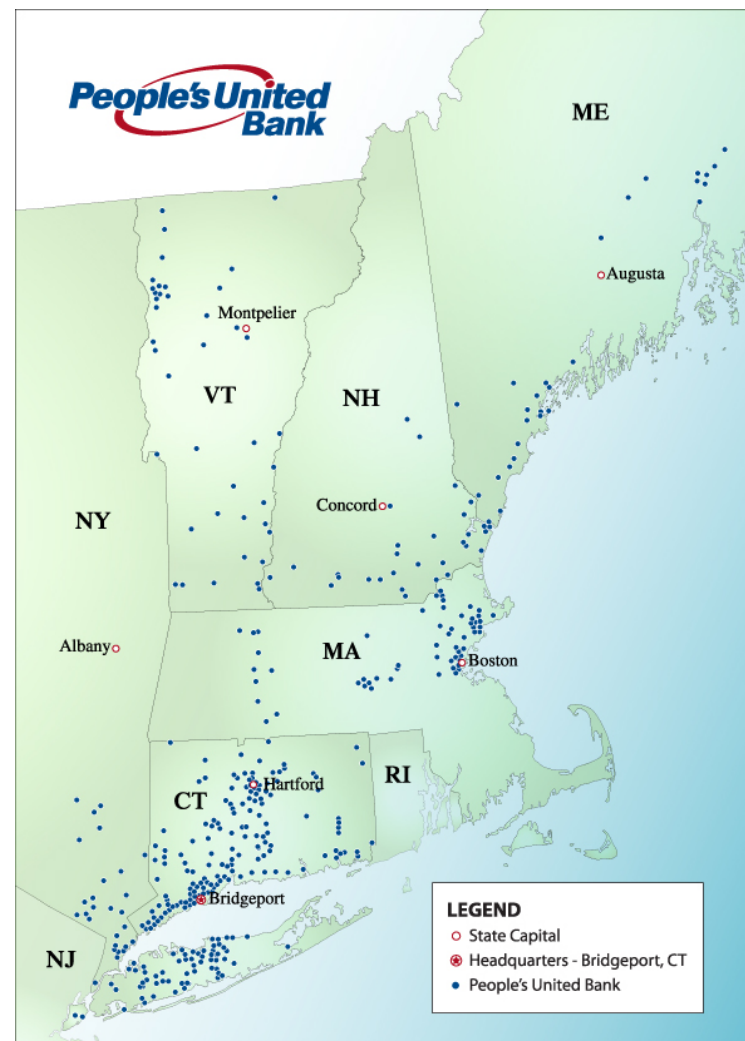 People's United
Bank
ME
Augusta
Montpelier
VT
NH
Concord
NY
Albany
MA
Boston
Hartford
CT
RI
Bridgeport
NJ
LEGEND
State Capital
Headquarters - Bridgeport, CT
People's United Bank